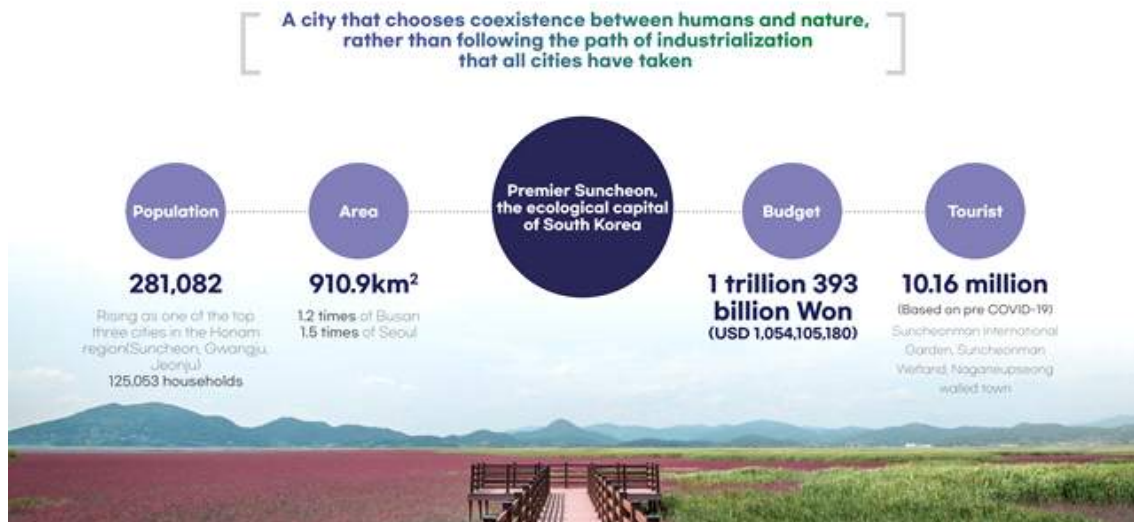 A city that chooses coexistence between humans and nature,
rather than following the path of industrialization
that all cities have taken
Population
281,082
Rising as one of the top
three cities in the Honam
region(Suncheon, Gwangju,
Jeonju)
125,053 households
Area
910.9km²
1.2 times of Busan
1.5 times of Seoul
Premier Suncheon,
the ecological capital
of South Korea
Budget
1 trillion 393
billion Won
(USD 1,054,105,180)
Tourist
10.16 million
(Based on pre COVID-19)
Suncheonman International
Garden, Suncheonman
Wetland, Naganeupseong
walled town